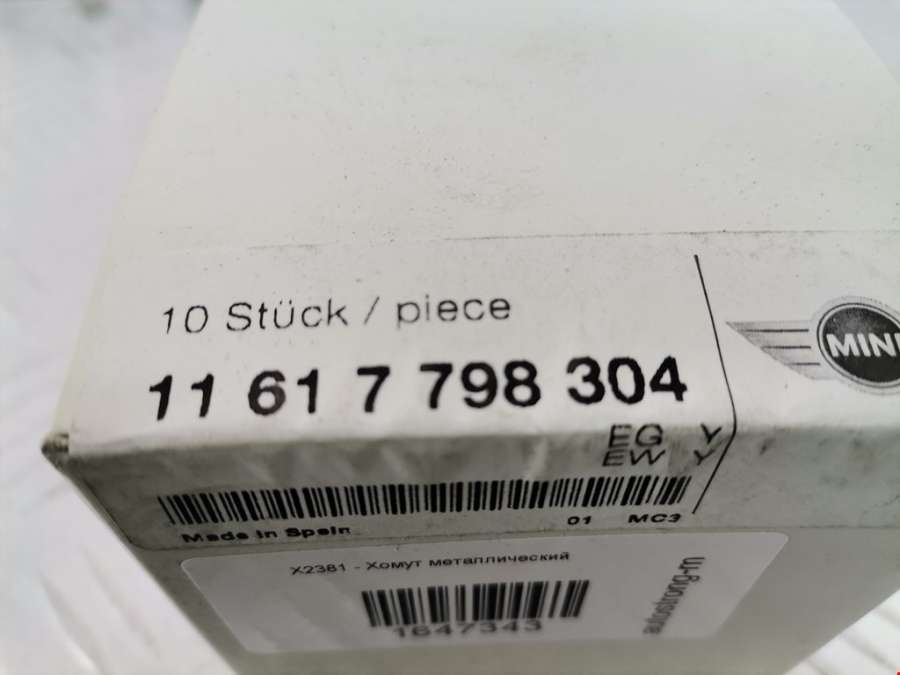 10 Stück / piece
11 61 7 798 304
MINI
EG Y
EW Y
Made in Spain
01 MC3
X2381 - Хомут металлический
1647343
autostrong-m